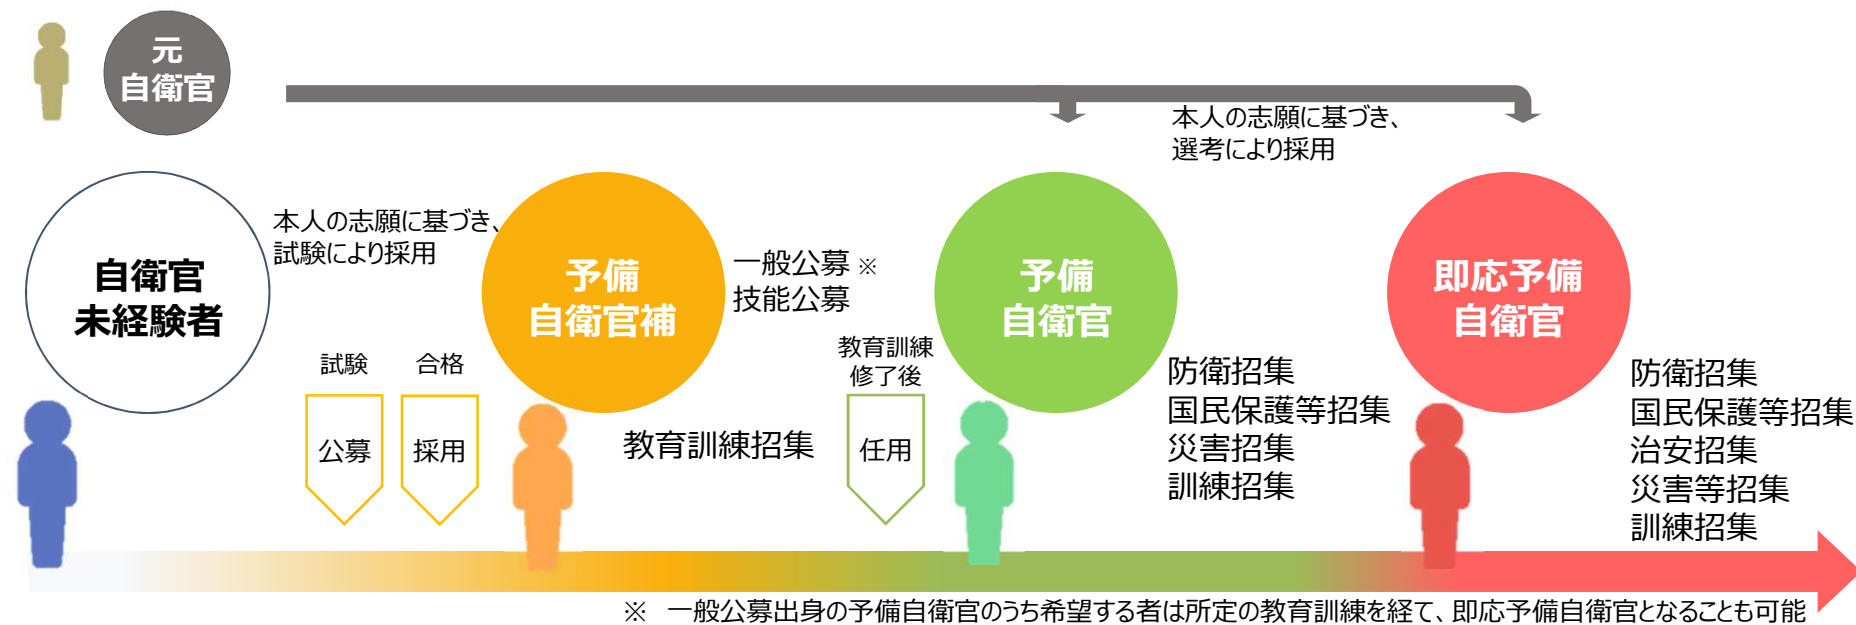 元
自衛官
本人の志願に基づき、
選考により採用
自衛官
未経験者
本人の志願に基づき、
試験により採用
予備
自衛官補
一般公募 ※
技能公募
予備
自衛官
即応予備
自衛官
試験
合格
公募
採用
教育訓練招集
教育訓練
修了後
任用
防衛招集
国民保護等招集
災害招集
訓練招集
防衛招集
国民保護等招集
治安招集
災害等招集
訓練招集
※　一般公募出身の予備自衛官のうち希望する者は所定の教育訓練を経て、即応予備自衛官となることも可能